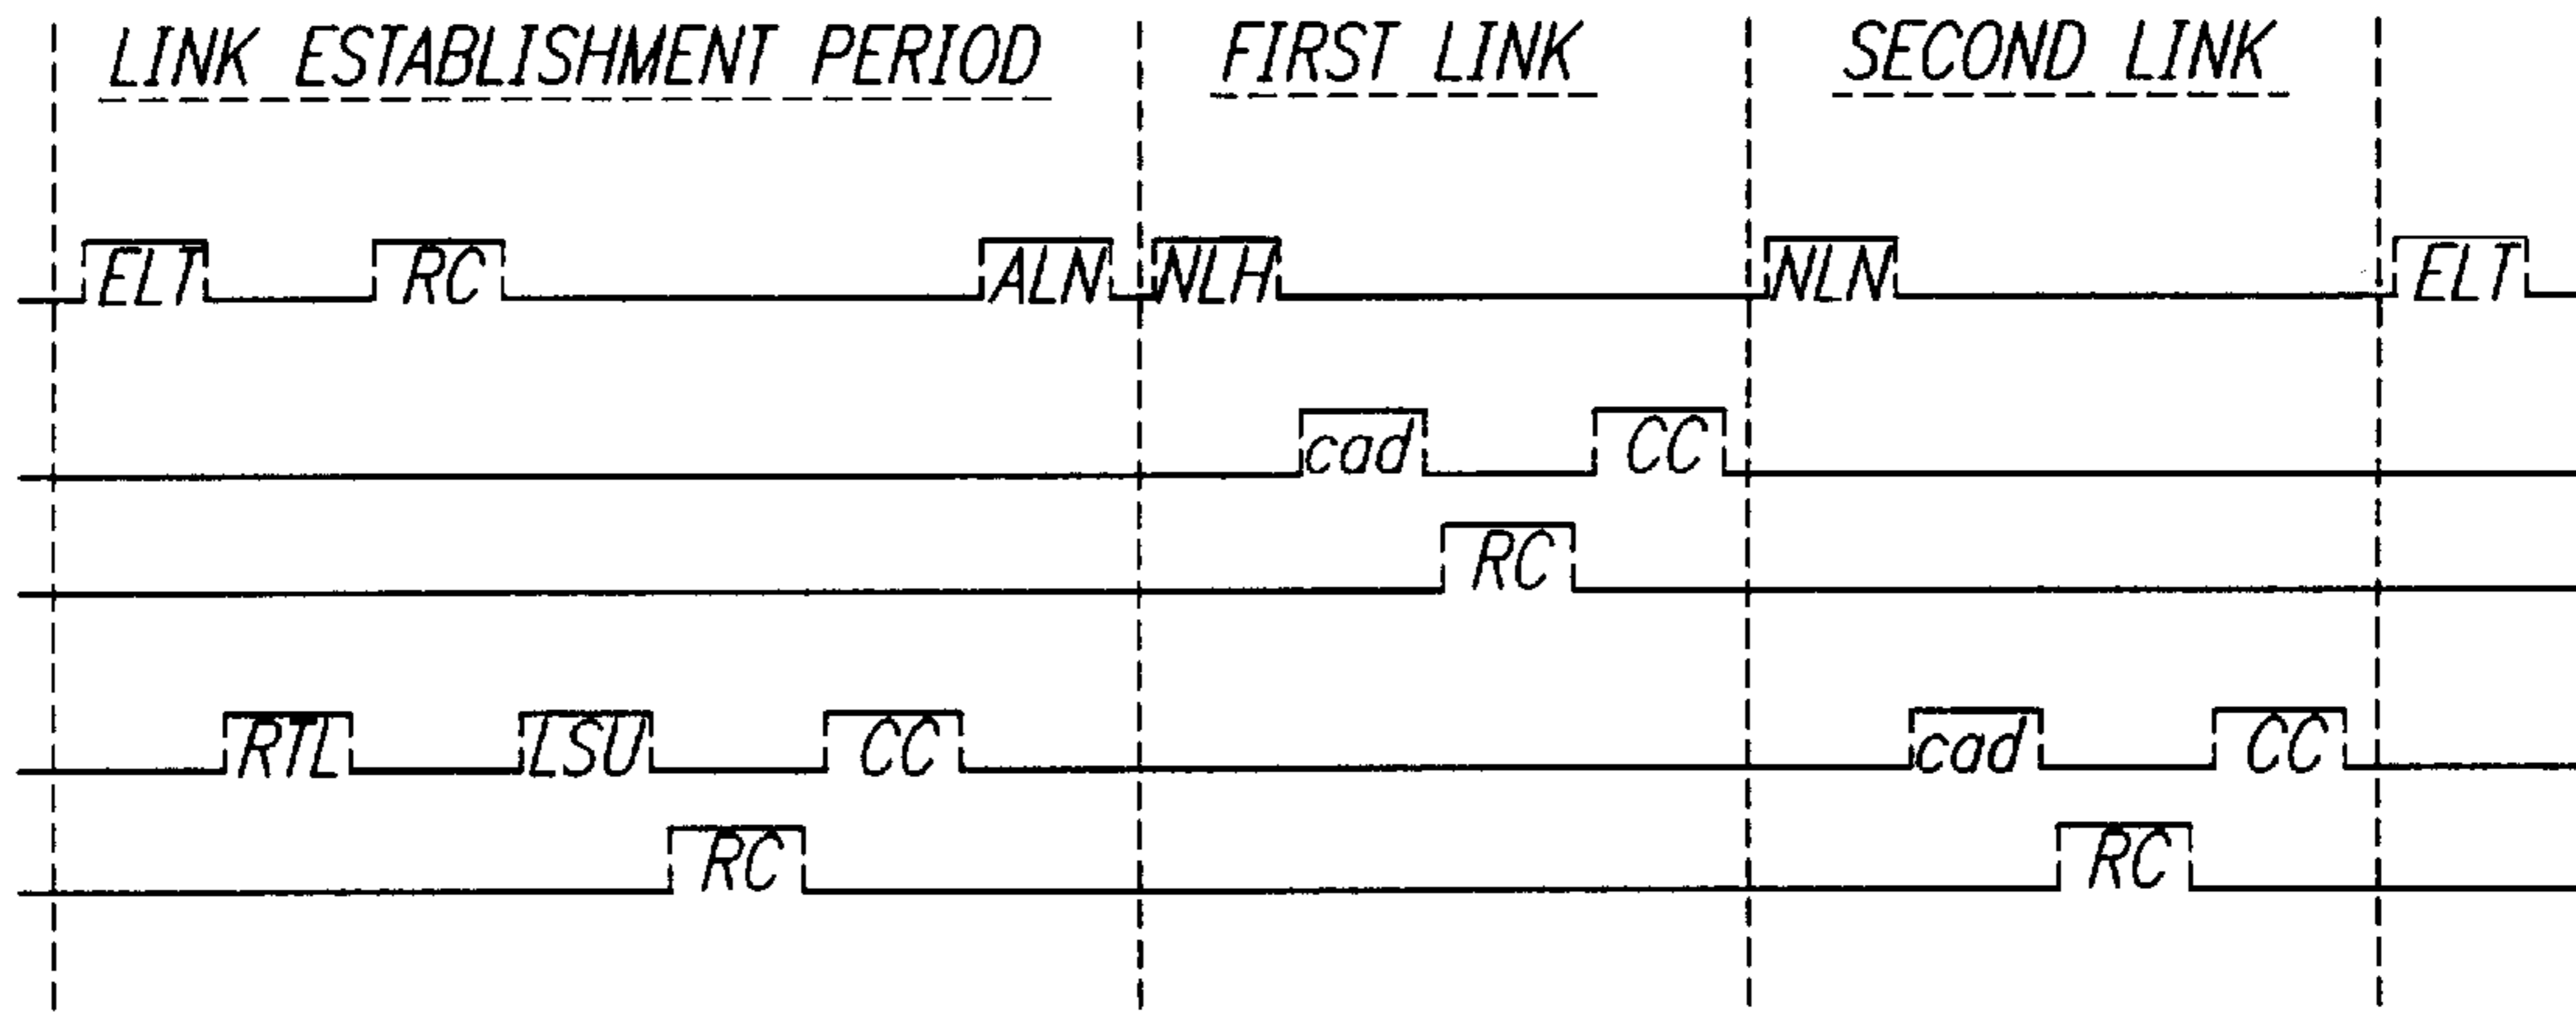 LINK ESTABLISHMENT PERIOD FIRST LINK SECOND LINK
ELT RC ALN NLH NLN ELT
cad CC
RC
RTL LSU CC cad CC
RC RC